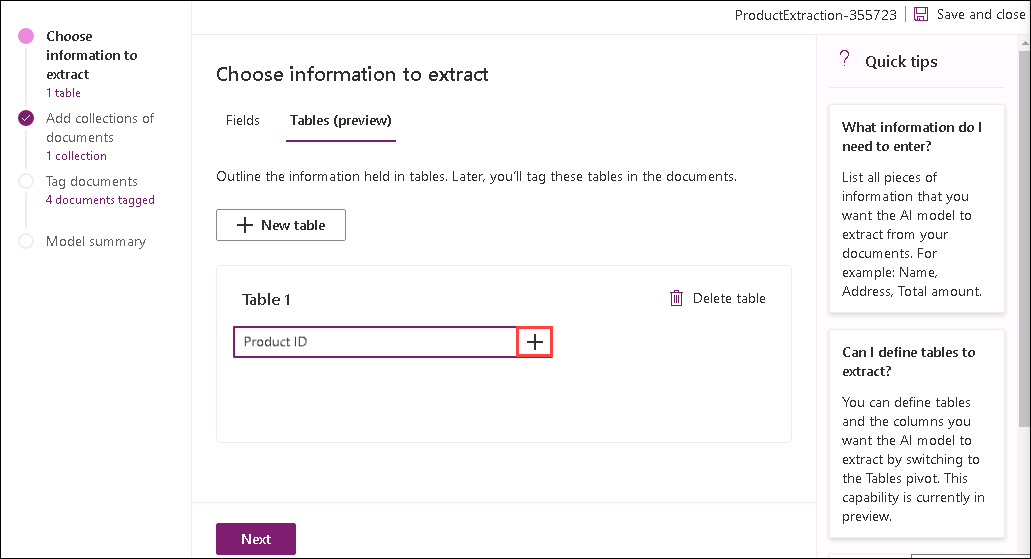 ProductExtraction-355723
Save and close
Choose
information to
extract
1 table
Add collections of
documents
1 collection
Tag documents
4 documents tagged
Model summary
Choose information to extract
Fields
Tables (preview)
Outline the information held in tables. Later, you'll tag these tables in the documents.
New table
Table 1
Delete table
Product ID
Next
? Quick tips
What information do I
need to enter?
List all pieces of
information that you
want the AI model to
extract from your
documents. For
example: Name,
Address, Total amount.
Can I define tables to
extract?
You can define tables
and the columns you
want the AI model to
extract by switching to
the Tables pivot. This
capability is currently in
preview.